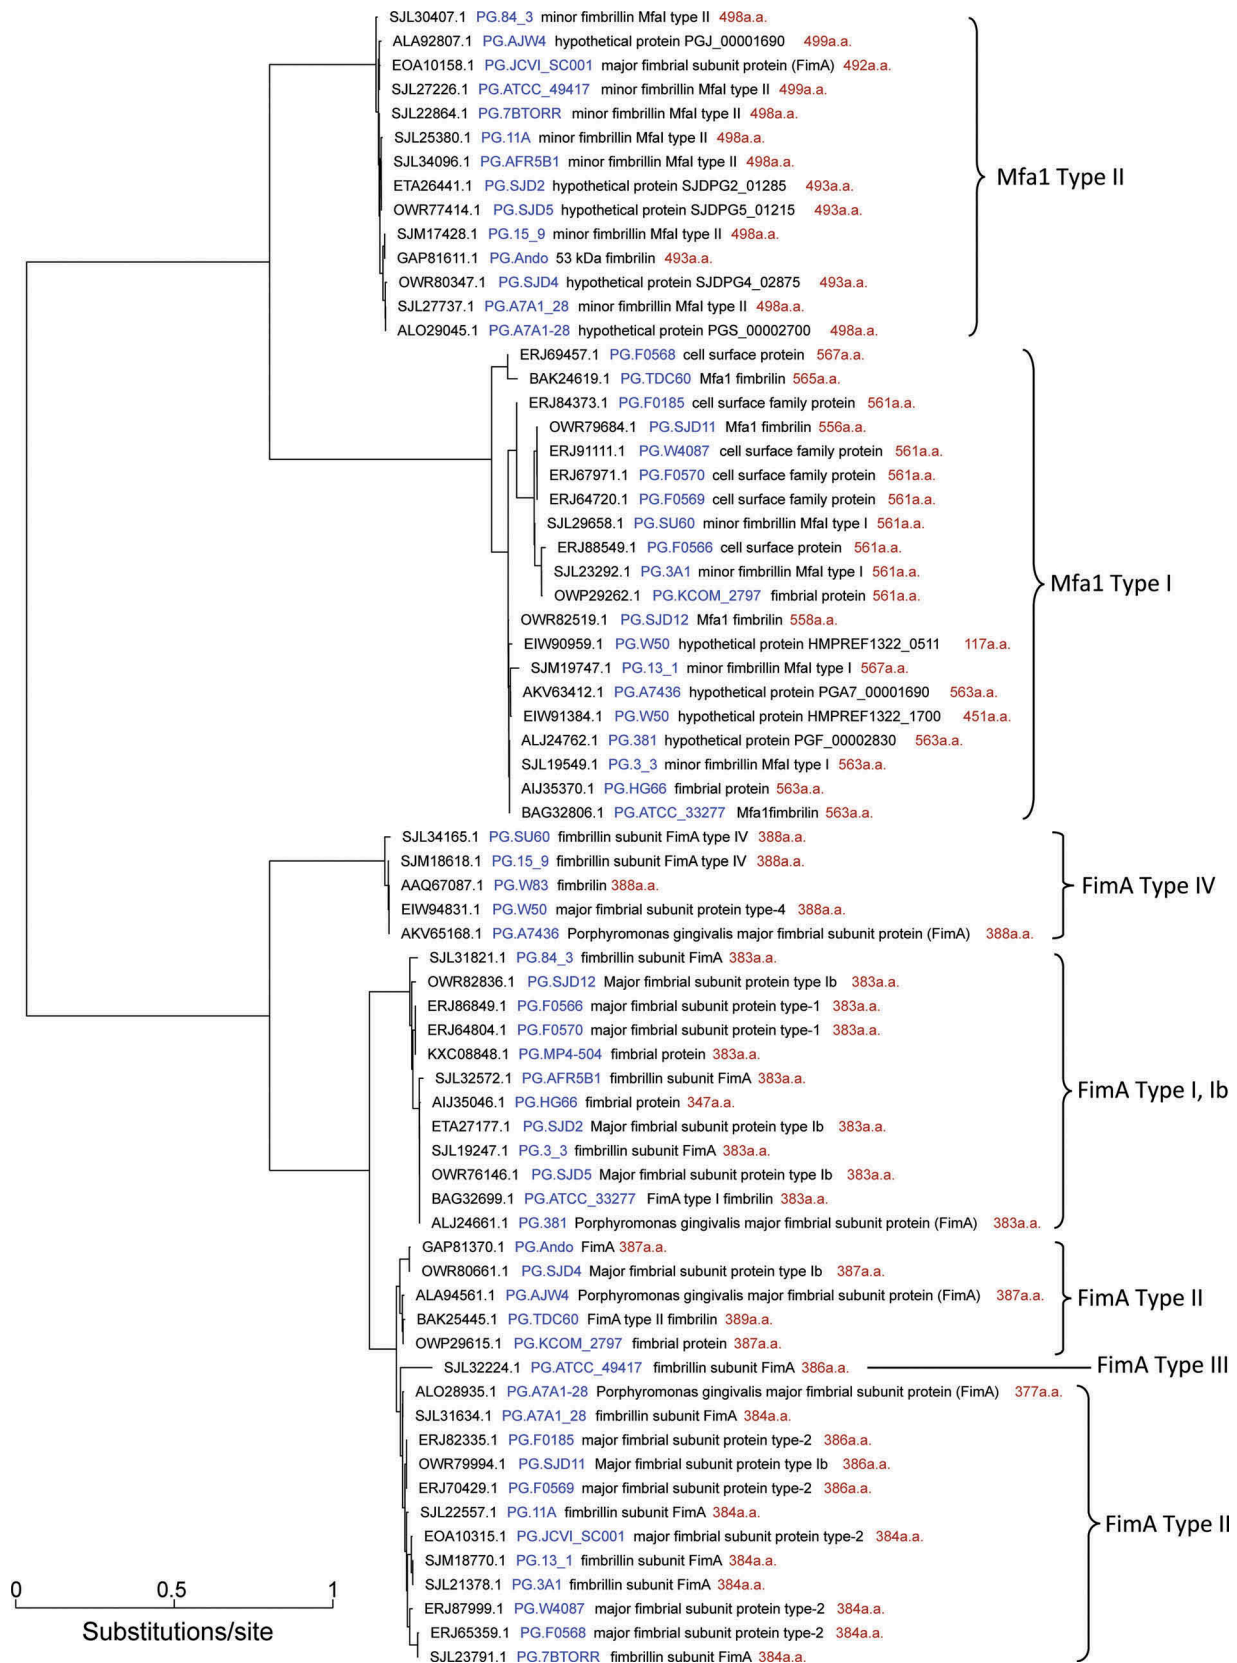 SJL30407.1 PG.84_3 minor fimbrillin MfaI type II 498a.a.
ALA92807.1 PG.AJW4 hypothetical protein PGJ_00001690 499a.a.
EOA10158.1 PG.JCVI_SC001 major fimbrial subunit protein (FimA) 492a.a.
SJL27226.1 PG.ATCC_49417 minor fimbrillin MfaI type II 499a.a.
SJL22864.1 PG.7BTORR minor fimbrillin MfaI type II 498a.a.
SJL25380.1 PG.11A minor fimbrillin MfaI type II 498a.a.
SJL34096.1 PG.AFR5B1 minor fimbrillin MfaI type II 498a.a.
ETA26441.1 PG.SJD2 hypothetical protein SJDPG2_01285 493a.a.
OWR77414.1 PG.SJD5 hypothetical protein SJDPG5_01215 493a.a.
SJM17428.1 PG.15_9 minor fimbrillin MfaI type II 498a.a.
GAP81611.1 PG.Ando 53 kDa fimbrilin 493a.a.
OWR80347.1 PG.SJD4 hypothetical protein SJDPG4_02875 493a.a.
SJL27737.1 PG.A7A1_28 minor fimbrillin MfaI type II 498a.a.
ALO29045.1 PG.A7A1-28 hypothetical protein PGS_00002700 498a.a.
Mfa1 Type II
ERJ69457.1 PG.F0568 cell surface protein 567a.a.
BAK24619.1 PG.TDC60 Mfa1 fimbrilin 565a.a.
ERJ84373.1 PG.F0185 cell surface family protein 561a.a.
OWR79684.1 PG.SJD11 Mfa1 fimbrilin 556a.a.
ERJ91111.1 PG.W4087 cell surface family protein 561a.a.
ERJ67971.1 PG.F0570 cell surface family protein 561a.a.
ERJ64720.1 PG.F0569 cell surface family protein 561a.a.
SJL29658.1 PG.SU60 minor fimbrillin MfaI type I 561a.a.
ERJ88549.1 PG.F0566 cell surface protein 561a.a.
SJL23292.1 PG.3A1 minor fimbrillin MfaI type I 561a.a.
OWP29262.1 PG.KCOM_2797 fimbrial protein 561a.a.
OWR82519.1 PG.SJD12 Mfa1 fimbrilin 558a.a.
EIW90959.1 PG.W50 hypothetical protein HMPREF1322_0511 117a.a.
SJM19747.1 PG.13_1 minor fimbrillin MfaI type I 567a.a.
AKV63412.1 PG.A7436 hypothetical protein PGA7_00001690 563a.a.
EIW91384.1 PG.W50 hypothetical protein HMPREF1322_1700 451a.a.
ALJ24762.1 PG.381 hypothetical protein PGF_00002830 563a.a.
SJL19549.1 PG.3_3 minor fimbrillin MfaI type I 563a.a.
AIJ35370.1 PG.HG66 fimbrial protein 563a.a.
BAG32806.1 PG.ATCC_33277 Mfa1fimbrilin 563a.a.
Mfa1 Type I
SJL34165.1 PG.SU60 fimbrillin subunit FimA type IV 388a.a.
SJM18618.1 PG.15_9 fimbrillin subunit FimA type IV 388a.a.
AAQ67087.1 PG.W83 fimbrilin 388a.a.
EIW94831.1 PG.W50 major fimbrial subunit protein type-4 388a.a.
AKV65168.1 PG.A7436 Porphyromonas gingivalis major fimbrial subunit protein (FimA) 388a.a.
FimA Type IV
SJL31821.1 PG.84_3 fimbrillin subunit FimA 383a.a.
OWR82836.1 PG.SJD12 Major fimbrial subunit protein type Ib 383a.a.
ERJ86849.1 PG.F0566 major fimbrial subunit protein type-1 383a.a.
ERJ64804.1 PG.F0570 major fimbrial subunit protein type-1 383a.a.
KXC08848.1 PG.MP4-504 fimbrial protein 383a.a.
SJL32572.1 PG.AFR5B1 fimbrillin subunit FimA 383a.a.
AIJ35046.1 PG.HG66 fimbrial protein 347a.a.
ETA27177.1 PG.SJD2 Major fimbrial subunit protein type Ib 383a.a.
SJL19247.1 PG.3_3 fimbrillin subunit FimA 383a.a.
OWR76146.1 PG.SJD5 Major fimbrial subunit protein type Ib 383a.a.
BAG32699.1 PG.ATCC_33277 FimA type I fimbrilin 383a.a.
ALJ24661.1 PG.381 Porphyromonas gingivalis major fimbrial subunit protein (FimA) 383a.a.
FimA Type I, Ib
GAP81370.1 PG.Ando FimA 387a.a.
OWR80661.1 PG.SJD4 Major fimbrial subunit protein type Ib 387a.a.
ALA94561.1 PG.AJW4 Porphyromonas gingivalis major fimbrial subunit protein (FimA) 387a.a.
BAK25445.1 PG.TDC60 FimA type II fimbrilin 389a.a.
OWP29615.1 PG.KCOM_2797 fimbrial protein 387a.a.
FimA Type II
SJL32224.1 PG.ATCC_49417 fimbrillin subunit FimA 386a.a.
FimA Type III
ALO28935.1 PG.A7A1-28 Porphyromonas gingivalis major fimbrial subunit protein (FimA) 377a.a.
SJL31634.1 PG.A7A1_28 fimbrillin subunit FimA 384a.a.
ERJ82335.1 PG.F0185 major fimbrial subunit protein type-2 386a.a.
OWR79994.1 PG.SJD11 Major fimbrial subunit protein type Ib 386a.a.
ERJ70429.1 PG.F0569 major fimbrial subunit protein type-2 386a.a.
SJL22557.1 PG.11A fimbrillin subunit FimA 384a.a.
EOA10315.1 PG.JCVI_SC001 major fimbrial subunit protein type-2 384a.a.
SJM18770.1 PG.13_1 fimbrillin subunit FimA 384a.a.
SJL21378.1 PG.3A1 fimbrillin subunit FimA 384a.a.
ERJ87999.1 PG.W4087 major fimbrial subunit protein type-2 384a.a.
ERJ65359.1 PG.F0568 major fimbrial subunit protein type-2 384a.a.
SJL23791.1 PG.7BTORR fimbrillin subunit FimA 384a.a.
FimA Type II
0 0.5 1
Substitutions/site